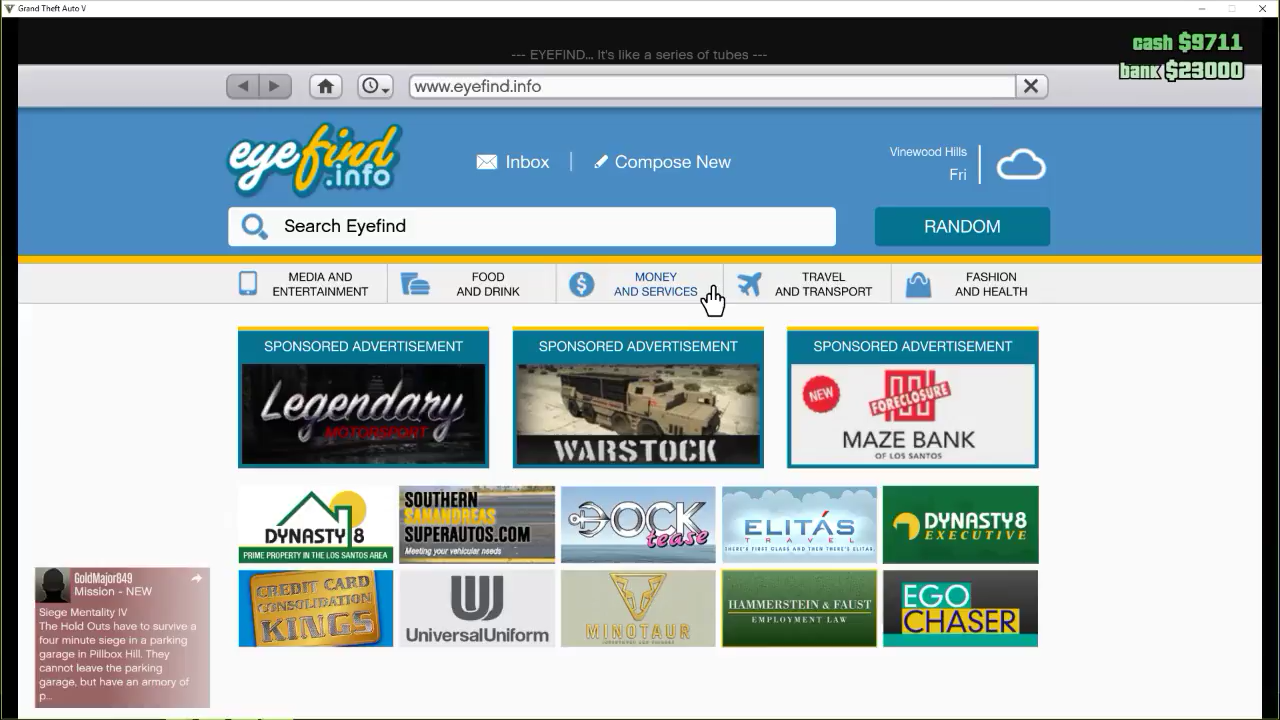 Grand Theft Auto V
--- EYEFIND... It's like a series of tubes ---
cash $9711
bank $23000
www.eyefind.info
eyefind
.info
Inbox
Compose New
Vinewood Hills
Fri
Search Eyefind
RANDOM
MEDIA AND
ENTERTAINMENT
FOOD
AND DRINK
MONEY
AND SERVICES
TRAVEL
AND TRANSPORT
FASHION
AND HEALTH
SPONSORED ADVERTISEMENT
Legendary
MOTORSPORT
SPONSORED ADVERTISEMENT
WARSTOCK
SPONSORED ADVERTISEMENT
NEW
FORECLOSURE
MAZE BANK
OF LOS SANTOS
DYNASTY 8
PRIME PROPERTY IN THE LOS SANTOS AREA
SOUTHERN
SANANDREAS
SUPERAUTOS.COM
Meeting your vehicular needs
DOCK
tease
ELITÁS
TRAVEL
THERE'S FIRST CLASS AND THEN THERE'S ELITÁS.
DYNASTY 8
EXECUTIVE
CREDIT CARD
CONSOLIDATION
KINGS
UniversalUniform
MINOTAUR
HAMMERSTEIN & FAUST
EMPLOYMENT LAW
EGO
CHASER
GoldMajor849
Mission - NEW
Siege Mentality IV
The Hold Outs have to survive a
four minute siege in a parking
garage in Pillbox Hill. They
cannot leave the parking
garage, but have an armory of
p...